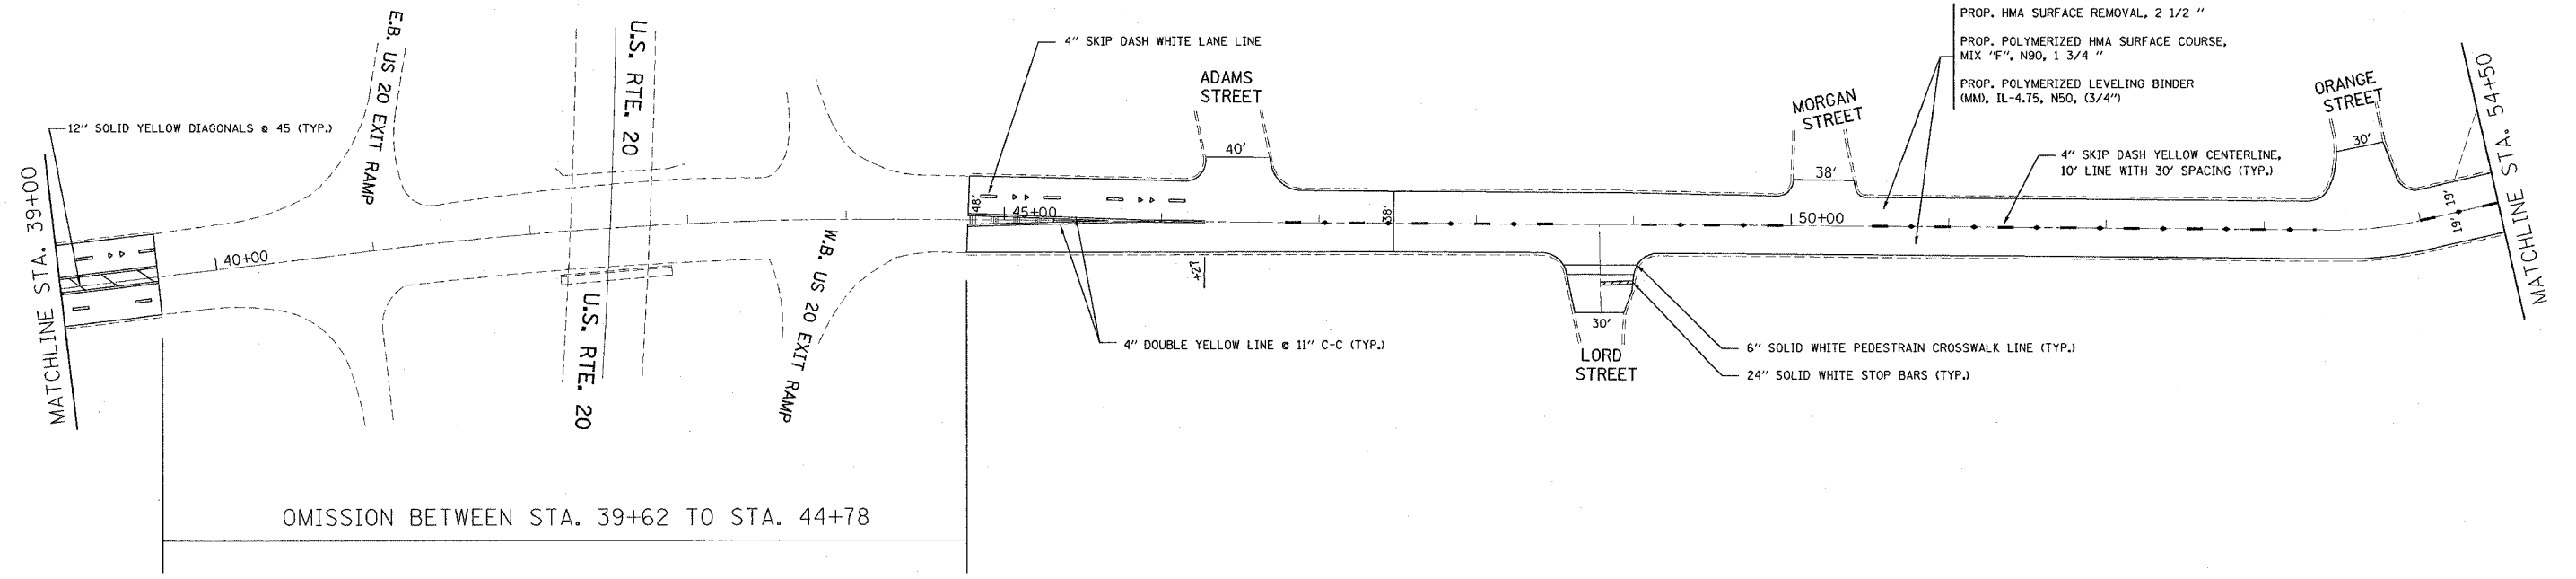 MATCHLINE STA. 39+00
12" SOLID YELLOW DIAGONALS @ 45 (TYP.)
40+00
E.B. US 20 EXIT RAMP
U.S. RTE. 20
U.S. RTE. 20
W.B. US 20 EXIT RAMP
OMISSION BETWEEN STA. 39+62 TO STA. 44+78
4" SKIP DASH WHITE LANE LINE
48'
45+00
ADAMS
STREET
40'
+27
4" DOUBLE YELLOW LINE @ 11" C-C (TYP.)
38'
30'
LORD
STREET
6" SOLID WHITE PEDESTRAIN CROSSWALK LINE (TYP.)
24" SOLID WHITE STOP BARS (TYP.)
MORGAN
STREET
38'
50+00
PROP. HMA SURFACE REMOVAL, 2 1/2 "
PROP. POLYMERIZED HMA SURFACE COURSE,
MIX "F", N90, 1 3/4 "
PROP. POLYMERIZED LEVELING BINDER
(MM), IL-4.75, N50, (3/4")
4" SKIP DASH YELLOW CENTERLINE,
10' LINE WITH 30' SPACING (TYP.)
ORANGE
STREET
30'
19'
19'
MATCHLINE STA. 54+50